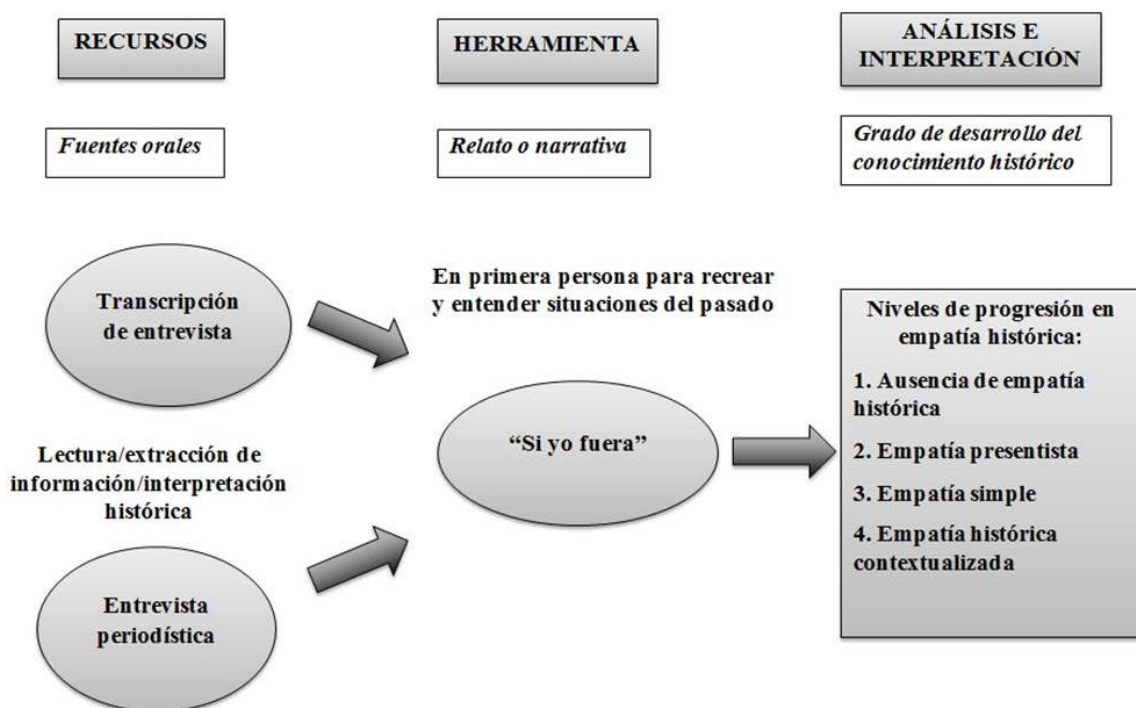 RECURSOS
Fuentes orales
Transcripción
de entrevista
Lectura/extracción de
información/interpretación
histórica
Entrevista
periodística
HERRAMIENTA
Relato o narrativa
En primera persona para recrear
y entender situaciones del pasado
“Si yo fuera”
ANÁLISIS E
INTERPRETACIÓN
Grado de desarrollo del
conocimiento histórico
Niveles de progresión en
empatía histórica:
1. Ausencia de empatía
histórica
2. Empatía presentista
3. Empatía simple
4. Empatía histórica
contextualizada